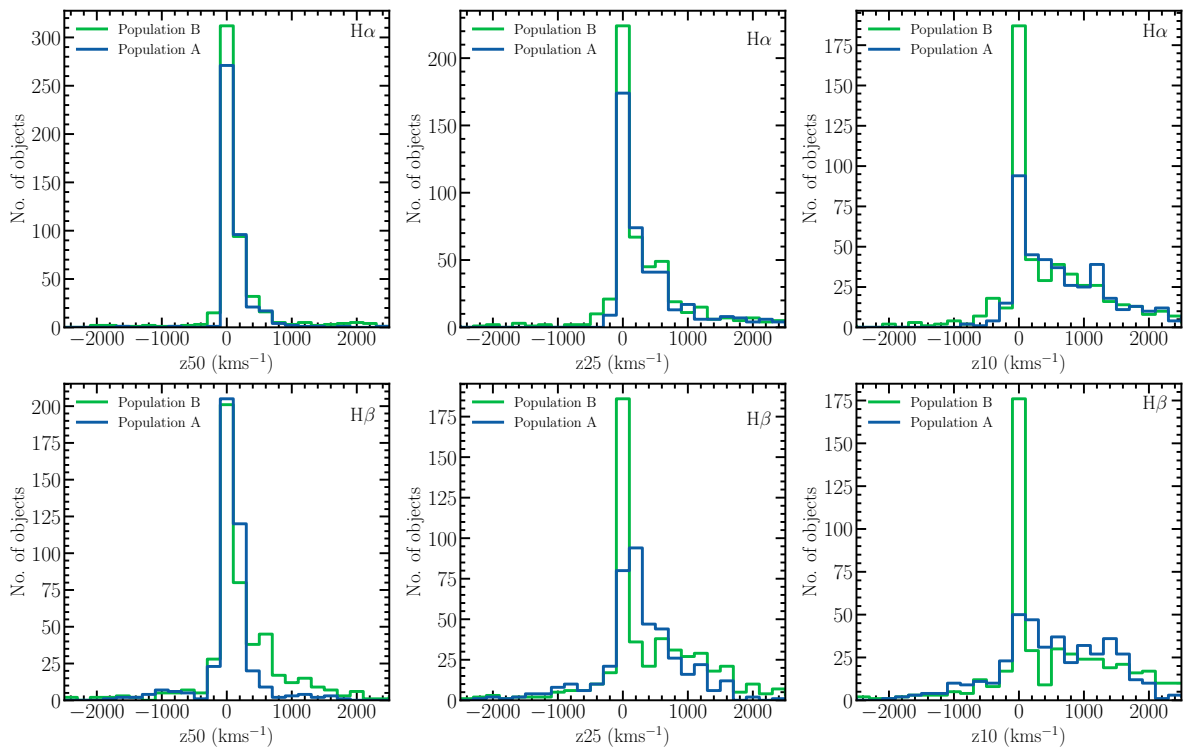 Population B
Population A
Hα
No. of objects
300
250
200
150
100
50
0
−2000 −1000 0 1000 2000
z50 (kms⁻¹)
Population B
Population A
Hα
No. of objects
200
150
100
50
0
−2000 −1000 0 1000 2000
z25 (kms⁻¹)
Population B
Population A
Hα
No. of objects
175
150
125
100
75
50
25
0
−2000 −1000 0 1000 2000
z10 (kms⁻¹)
Population B
Population A
Hβ
No. of objects
200
175
150
125
100
75
50
25
0
−2000 −1000 0 1000 2000
z50 (kms⁻¹)
Population B
Population A
Hβ
No. of objects
175
150
125
100
75
50
25
0
−2000 −1000 0 1000 2000
z25 (kms⁻¹)
Population B
Population A
Hβ
No. of objects
175
150
125
100
75
50
25
0
−2000 −1000 0 1000 2000
z10 (kms⁻¹)